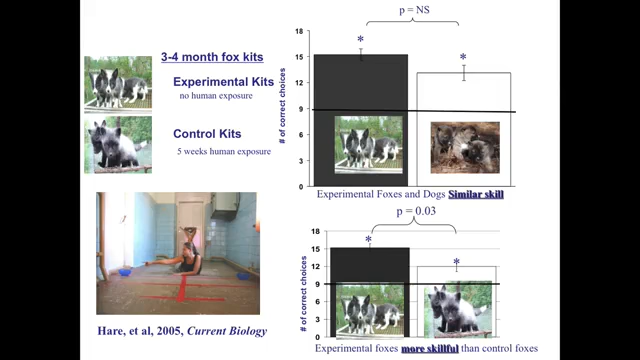 3-4 month fox kits
Experimental Kits
no human exposure
Control Kits
5 weeks human exposure
Hare, et al, 2005, Current Biology
p = NS
# of correct choices
18
15
12
9
6
3
0
*
*
Experimental Foxes and Dogs Similar skill
p = 0.03
# of correct choices
18
15
12
9
6
3
0
*
*
Experimental foxes more skillful than control foxes